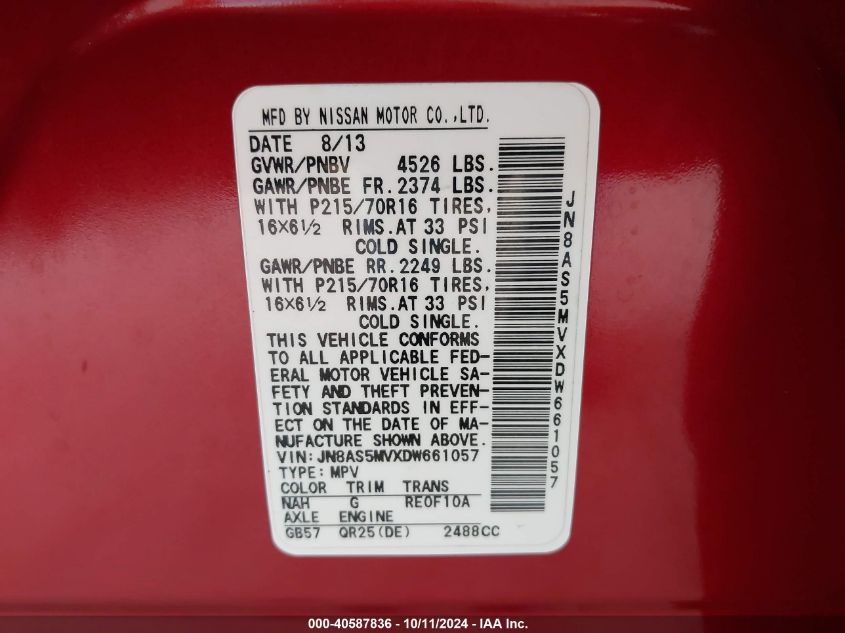 MFD BY NISSAN MOTOR CO.,LTD.
DATE 8/13
GVWR/PNBV 4526 LBS.
GAWR/PNBE FR. 2374 LBS.
WITH P215/70R16 TIRES,
16×6½ RIMS. AT 33 PSI
COLD SINGLE.
GAWR/PNBE RR. 2249 LBS.
WITH P215/70R16 TIRES,
16×6½ RIMS. AT 33 PSI
COLD SINGLE.
THIS VEHICLE CONFORMS
TO ALL APPLICABLE FED-
ERAL MOTOR VEHICLE SA-
FETY AND THEFT PREVEN-
TION STANDARDS IN EFF-
ECT ON THE DATE OF MA-
NUFACTURE SHOWN ABOVE.
VIN: JN8AS5MVXDW661057
TYPE: MPV
COLOR TRIM TRANS
NAH G RE0F10A
AXLE ENGINE
GB57 QR25(DE) 2488CC
JN8AS5MVXDW661057
000-40587836 - 10/11/2024 - IAA Inc.